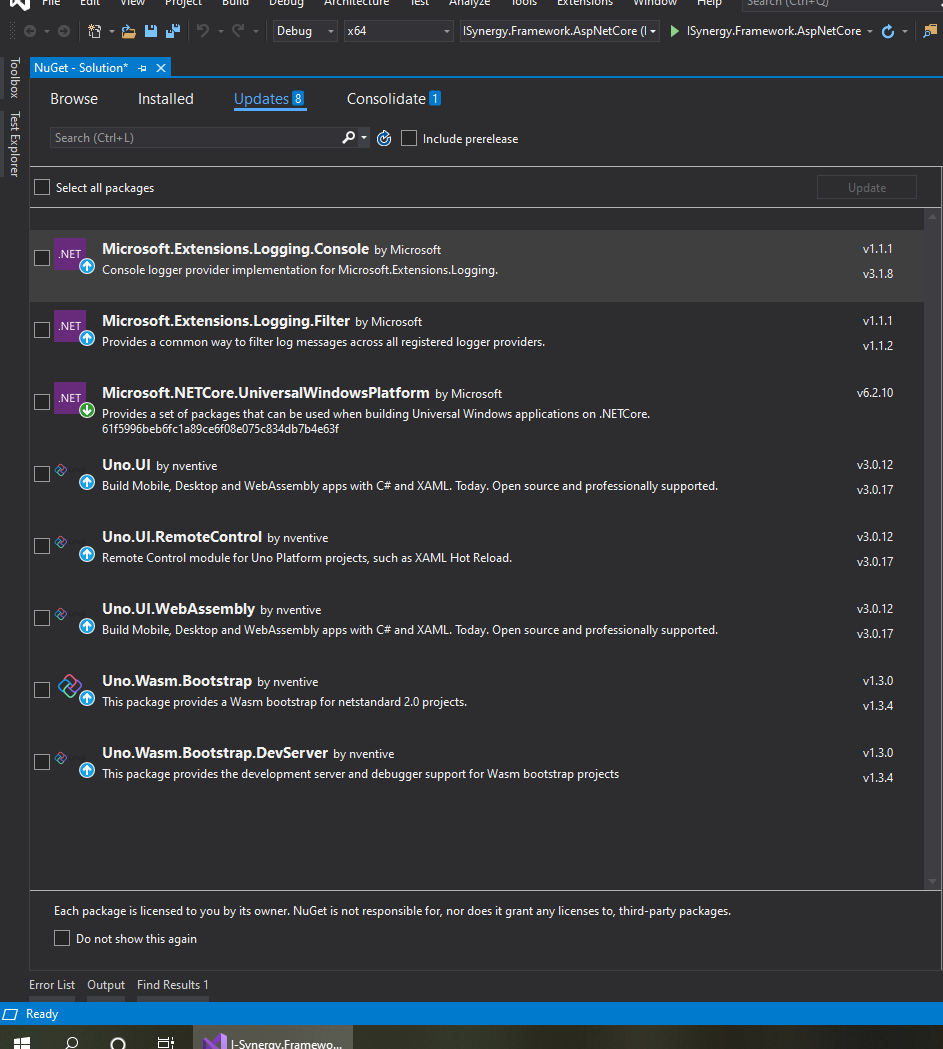 File Edit View Project Build Debug Architecture Test Analyze Tools Extensions Window Help Search (Ctrl+Q)
Debug x64 ISynergy.Framework.AspNetCore (I ISynergy.Framework.AspNetCore
Toolbox
Test Explorer
NuGet - Solution*
Browse Installed Updates 8 Consolidate 1
Search (Ctrl+L) Include prerelease
Select all packages Update
.NET Microsoft.Extensions.Logging.Console by Microsoft v1.1.1
Console logger provider implementation for Microsoft.Extensions.Logging. v3.1.8
.NET Microsoft.Extensions.Logging.Filter by Microsoft v1.1.1
Provides a common way to filter log messages across all registered logger providers. v1.1.2
.NET Microsoft.NETCore.UniversalWindowsPlatform by Microsoft v6.2.10
Provides a set of packages that can be used when building Universal Windows applications on .NETCore.
61f5996beb6fc1a89ce6f08e075c834db7b4e63f
Uno.UI by nventive v3.0.12
Build Mobile, Desktop and WebAssembly apps with C# and XAML. Today. Open source and professionally supported. v3.0.17
Uno.UI.RemoteControl by nventive v3.0.12
Remote Control module for Uno Platform projects, such as XAML Hot Reload. v3.0.17
Uno.UI.WebAssembly by nventive v3.0.12
Build Mobile, Desktop and WebAssembly apps with C# and XAML. Today. Open source and professionally supported. v3.0.17
Uno.Wasm.Bootstrap by nventive v1.3.0
This package provides a Wasm bootstrap for netstandard 2.0 projects. v1.3.4
Uno.Wasm.Bootstrap.DevServer by nventive v1.3.0
This package provides the development server and debugger support for Wasm bootstrap projects v1.3.4
Each package is licensed to you by its owner. NuGet is not responsible for, nor does it grant any licenses to, third-party packages.
Do not show this again
Error List Output Find Results 1
Ready
I-Synergy.Framewo...